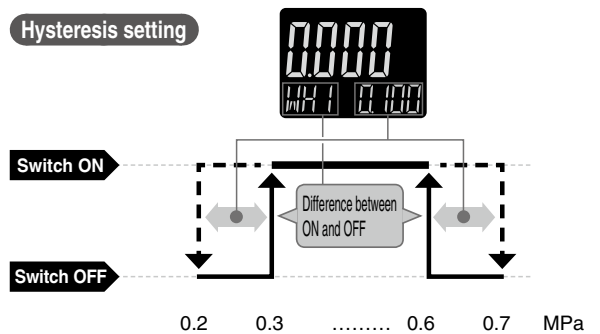 Hysteresis setting
0.000
WH1 0.100
Switch ON
Difference between
ON and OFF
Switch OFF
0.2 0.3 ......... 0.6 0.7 MPa